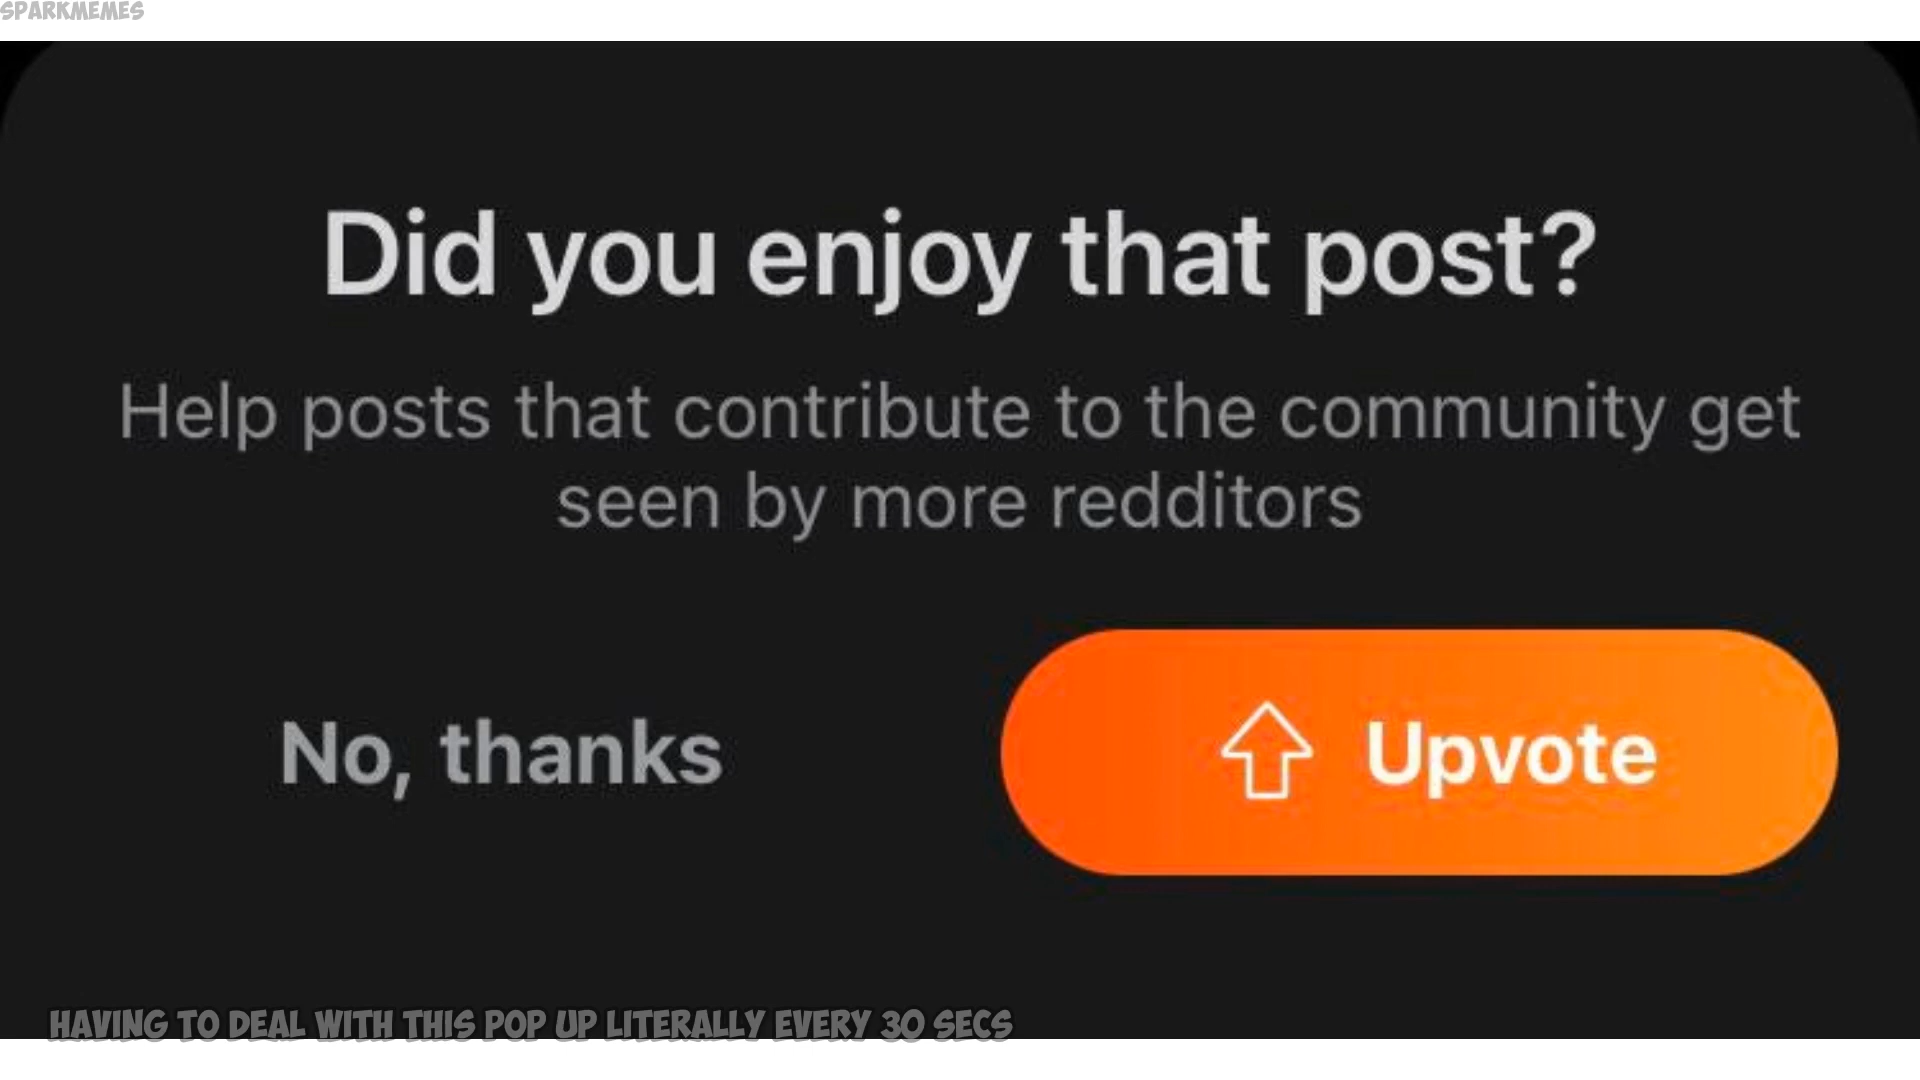 SPARKMEMES
Did you enjoy that post?
Help posts that contribute to the community get
seen by more redditors
No, thanks
Upvote
HAVING TO DEAL WITH THIS POP UP LITERALLY EVERY 30 SECS